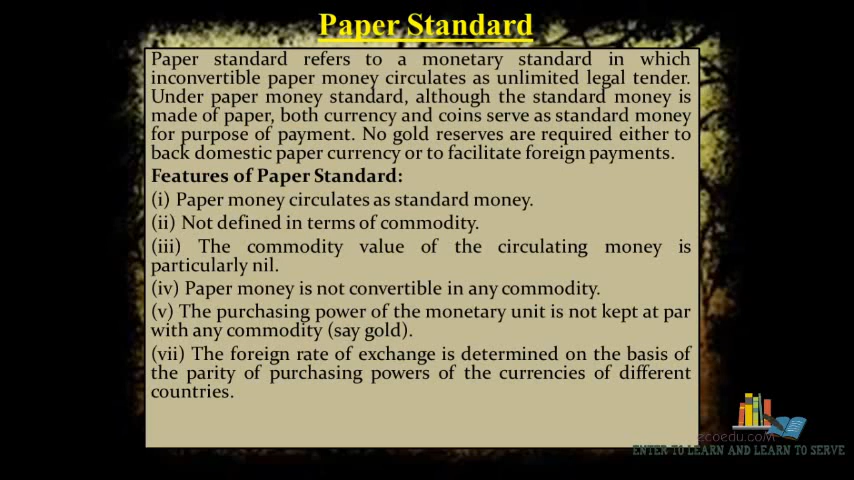 Paper Standard
Paper standard refers to a monetary standard in which
inconvertible paper money circulates as unlimited legal tender.
Under paper money standard, although the standard money is
made of paper, both currency and coins serve as standard money
for purpose of payment. No gold reserves are required either to
back domestic paper currency or to facilitate foreign payments.
Features of Paper Standard:
(i) Paper money circulates as standard money.
(ii) Not defined in terms of commodity.
(iii) The commodity value of the circulating money is
particularly nil.
(iv) Paper money is not convertible in any commodity.
(v) The purchasing power of the monetary unit is not kept at par
with any commodity (say gold).
(vii) The foreign rate of exchange is determined on the basis of
the parity of purchasing powers of the currencies of different
countries.
ecoedu.com
ENTER TO LEARN AND LEARN TO SERVE